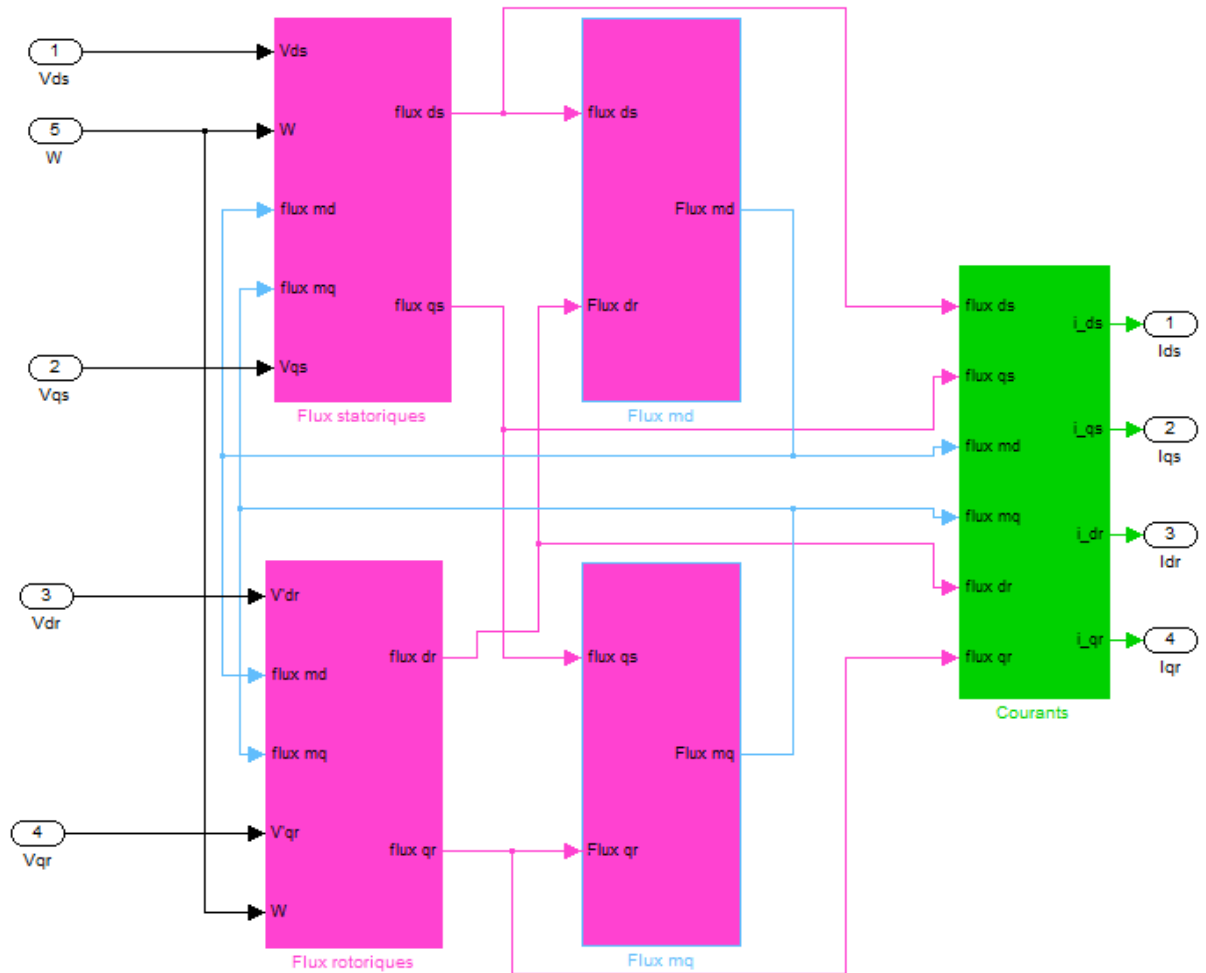 1
Vds
5
W
2
Vqs
3
Vdr
4
Vqr
Vds
W
flux md
flux mq
Vqs
flux ds
flux qs
Flux statoriques
flux ds
Flux dr
Flux md
Flux md
V'dr
flux md
flux mq
V'qr
W
flux dr
flux qr
Flux rotoriques
flux qs
Flux qr
Flux mq
Flux mq
flux ds
flux qs
flux md
flux mq
flux dr
flux qr
i_ds
i_qs
i_dr
i_qr
Courants
1
Ids
2
Iqs
3
Idr
4
Iqr